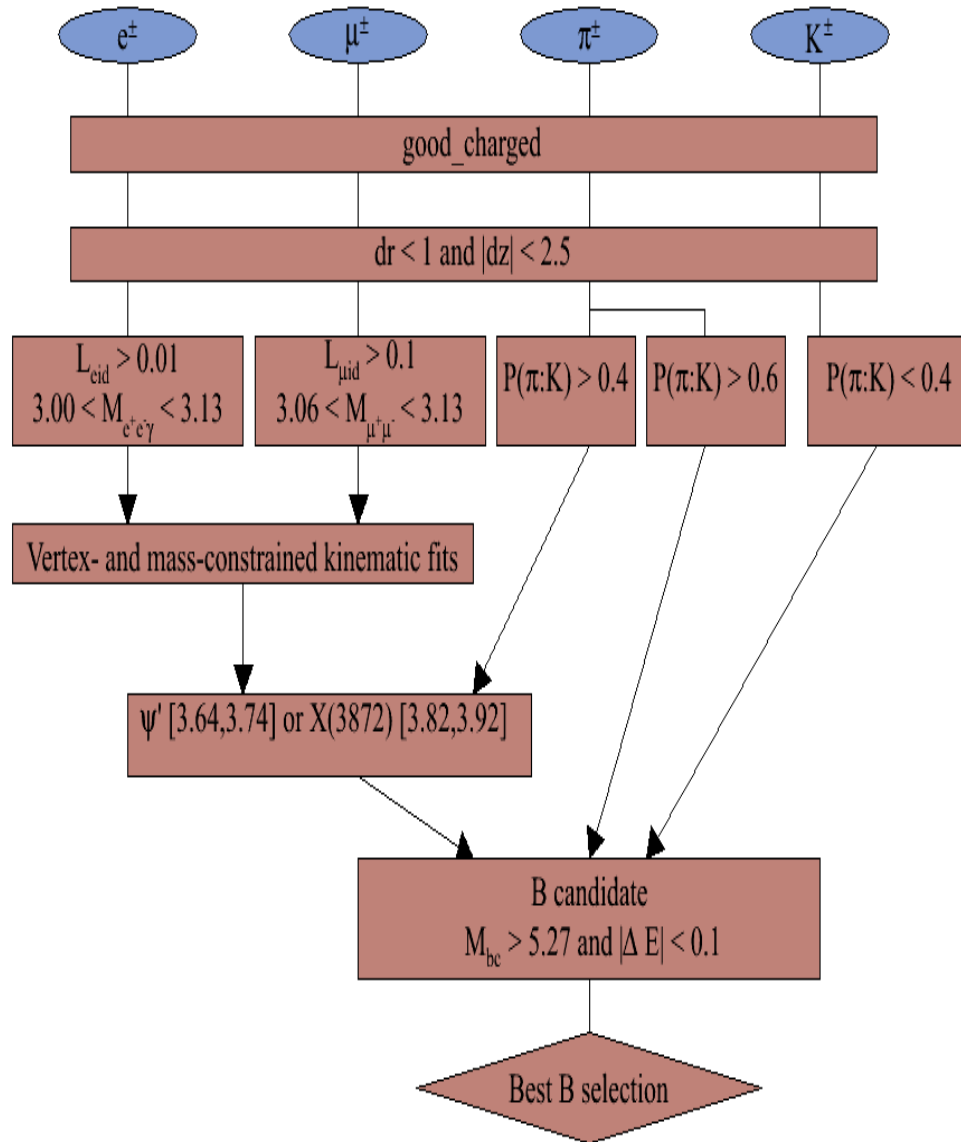 e±
μ±
π±
K±
good_charged
dr < 1 and |dz| < 2.5
L_eid > 0.01
3.00 < M_e⁺e⁻γ < 3.13
L_μid > 0.1
3.06 < M_μ⁺μ⁻ < 3.13
P(π:K) > 0.4
P(π:K) > 0.6
P(π:K) < 0.4
Vertex- and mass-constrained kinematic fits
ψ' [3.64,3.74] or X(3872) [3.82,3.92]
B candidate
M_bc > 5.27 and |Δ E| < 0.1
Best B selection